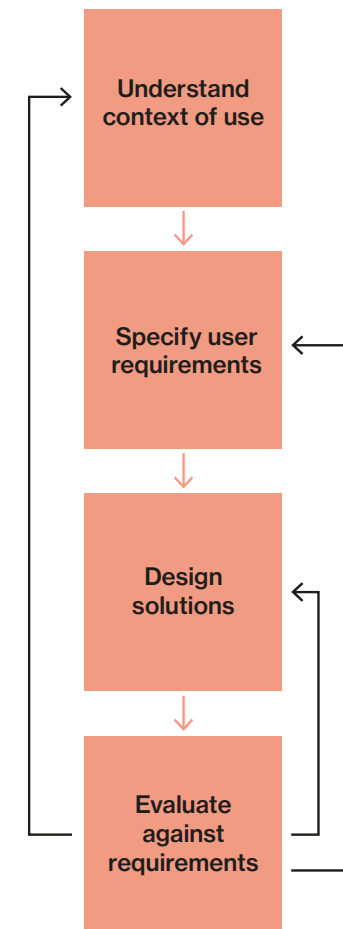 Understand
context of use
Specify user
requirements
Design
solutions
Evaluate
against
requirements